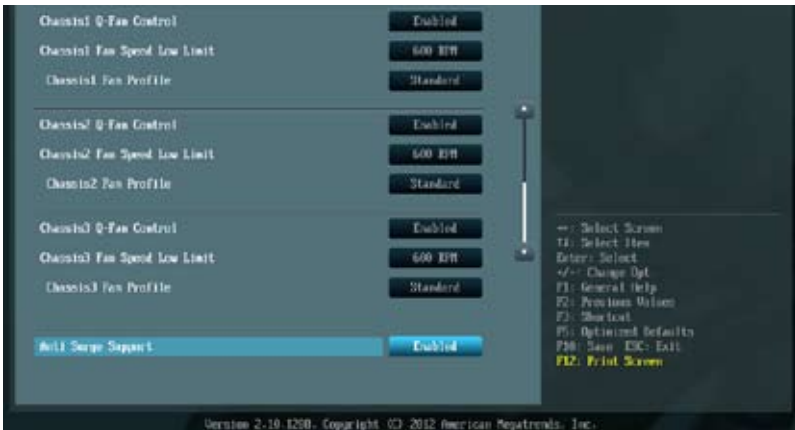 Chassis1 Q-Fan Control Enabled
Chassis1 Fan Speed Low Limit 600 RPM
Chassis1 Fan Profile Standard
Chassis2 Q-Fan Control Enabled
Chassis2 Fan Speed Low Limit 600 RPM
Chassis2 Fan Profile Standard
Chassis3 Q-Fan Control Enabled
Chassis3 Fan Speed Low Limit 600 RPM
Chassis3 Fan Profile Standard
Anti Surge Support Enabled
→←: Select Screen
↑↓: Select Item
Enter: Select
+/-: Change Opt.
F1: General Help
F2: Previous Values
F3: Shortcut
F5: Optimized Defaults
F10: Save ESC: Exit
F12: Print Screen
Version 2.10.1208. Copyright (C) 2012 American Megatrends, Inc.